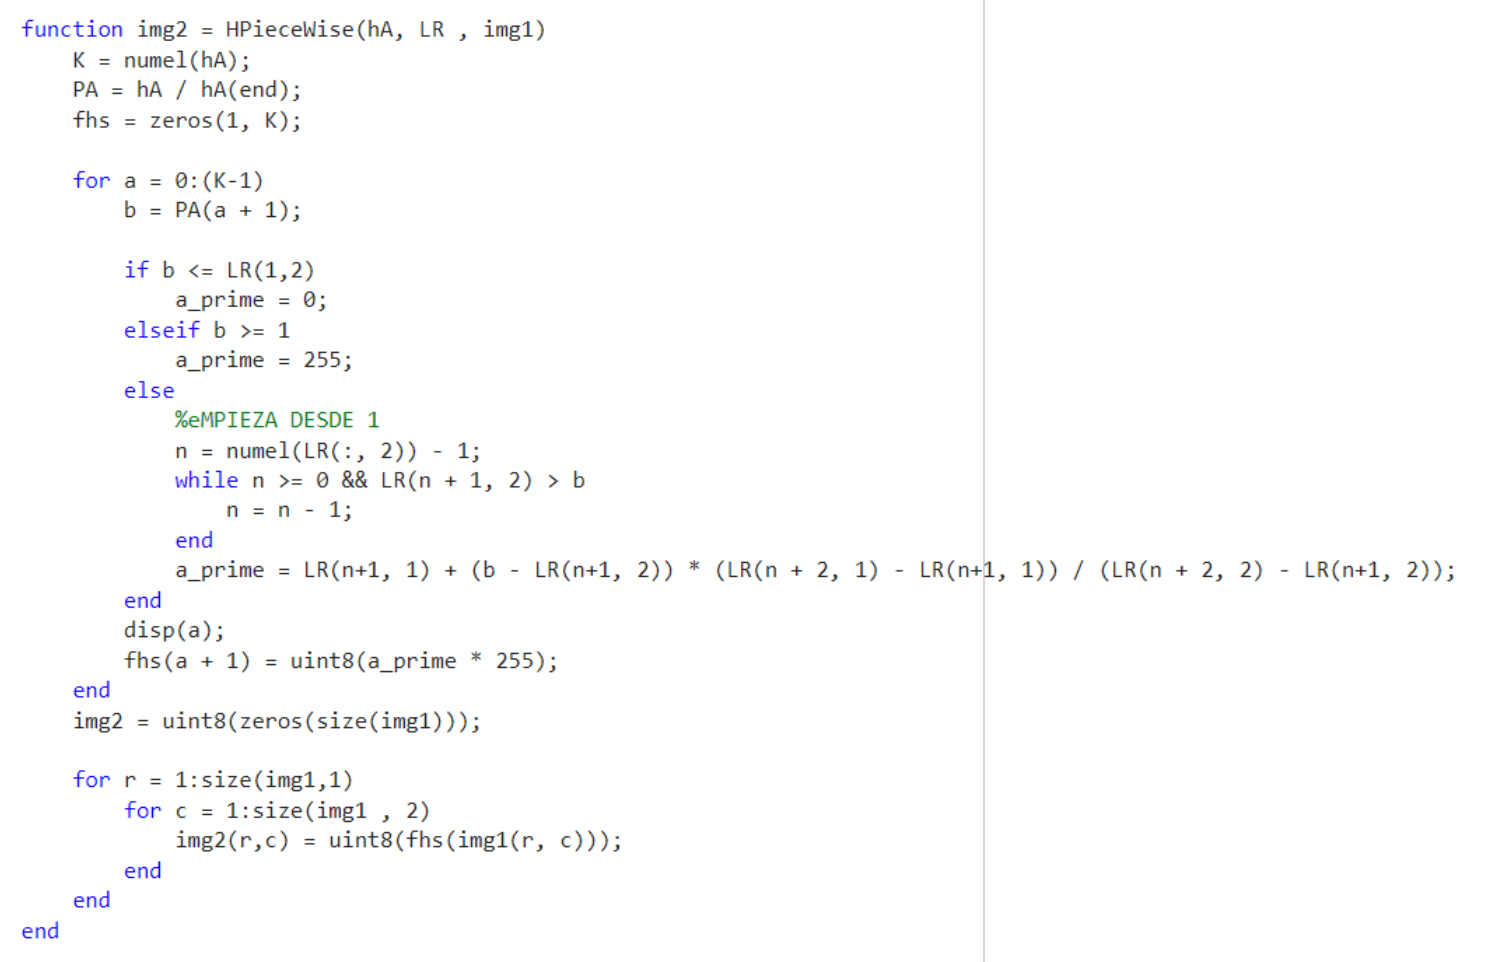 function img2 = HPieceWise(hA, LR , img1)
    K = numel(hA);
    PA = hA / hA(end);
    fhs = zeros(1, K);

    for a = 0:(K-1)
        b = PA(a + 1);

        if b <= LR(1,2)
            a_prime = 0;
        elseif b >= 1
            a_prime = 255;
        else
            %eMPIEZA DESDE 1
            n = numel(LR(:, 2)) - 1;
            while n >= 0 && LR(n + 1, 2) > b
                n = n - 1;
            end
            a_prime = LR(n+1, 1) + (b - LR(n+1, 2)) * (LR(n + 2, 1) - LR(n+1, 1)) / (LR(n + 2, 2) - LR(n+1, 2));
        end
        disp(a);
        fhs(a + 1) = uint8(a_prime * 255);
    end
    img2 = uint8(zeros(size(img1)));

    for r = 1:size(img1,1)
        for c = 1:size(img1 , 2)
            img2(r,c) = uint8(fhs(img1(r, c)));
        end
    end
end